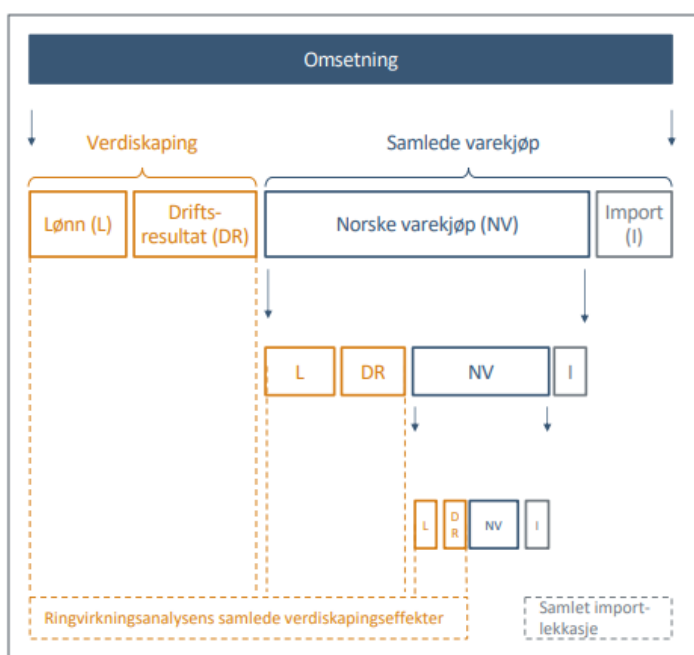 Omsetning
Verdiskaping
Samlede varekjøp
Lønn (L)
Drifts-
resultat (DR)
Norske varekjøp (NV)
Import
(I)
L
DR
NV
I
L
D
R
NV
I
Ringvirkningsanalysens samlede verdiskapingseffekter
Samlet import-
lekkasje